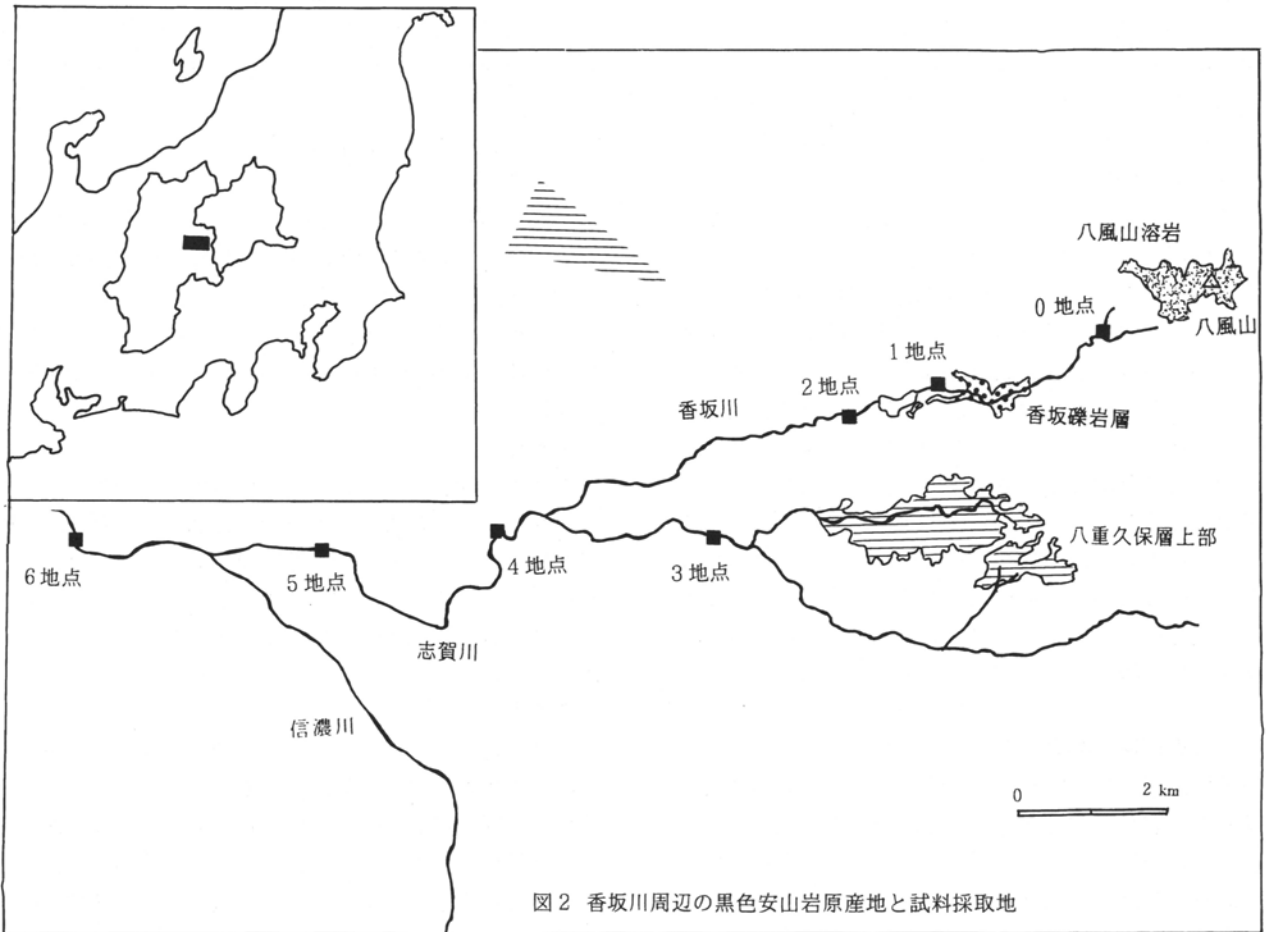 八風山溶岩
0地点
八風山
1地点
2地点
香坂川
香坂礫岩層
八重久保層上部
6地点
5地点
4地点
3地点
志賀川
信濃川
0 2 km
図2 香坂川周辺の黒色安山岩原産地と試料採取地